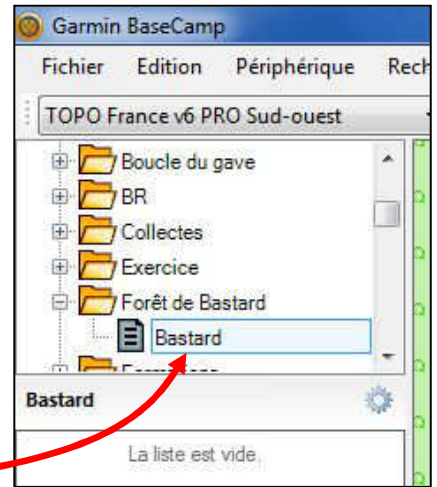 Garmin BaseCamp
Fichier Edition Périphérique Rech
TOPO France v6 PRO Sud-ouest
Boucle du gave
BR
Collectes
Exercice
Forêt de Bastard
Bastard
Bastard
La liste est vide.